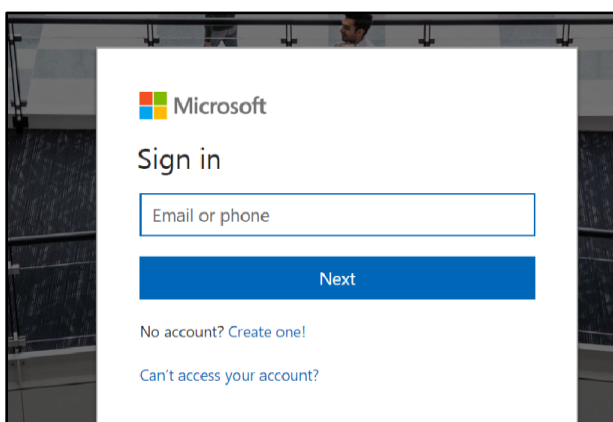 Microsoft
Sign in
Email or phone
Next
No account? Create one!
Can't access your account?